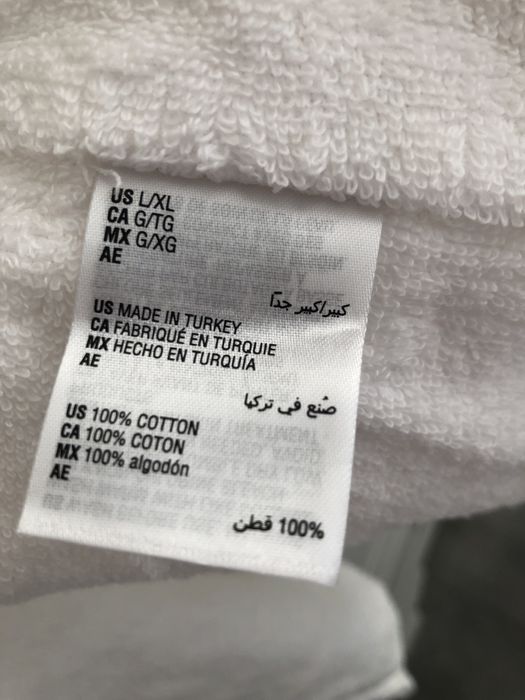 US L/XL
CA G/TG
MX G/XG
AE
كبير/كبير جداً
US MADE IN TURKEY
CA FABRIQUÉ EN TURQUIE
MX HECHO EN TURQUÍA
AE
صُنع في تركيا
US 100% COTTON
CA 100% COTON
MX 100% algodón
AE
100% قطن